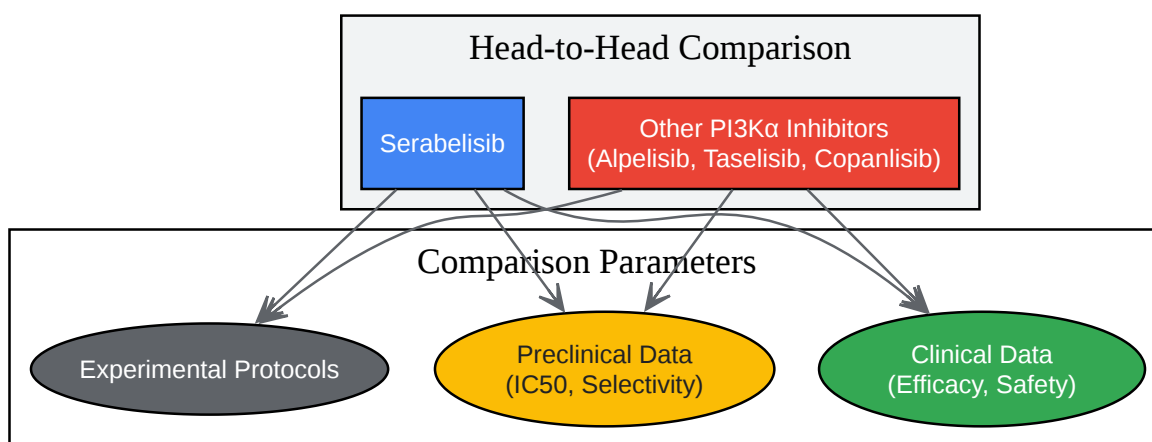 Head-to-Head Comparison
Serabelisib
Other PI3Kα Inhibitors
(Alpelisib, Taselisib, Copanlisib)
Comparison Parameters
Experimental Protocols
Preclinical Data
(IC50, Selectivity)
Clinical Data
(Efficacy, Safety)